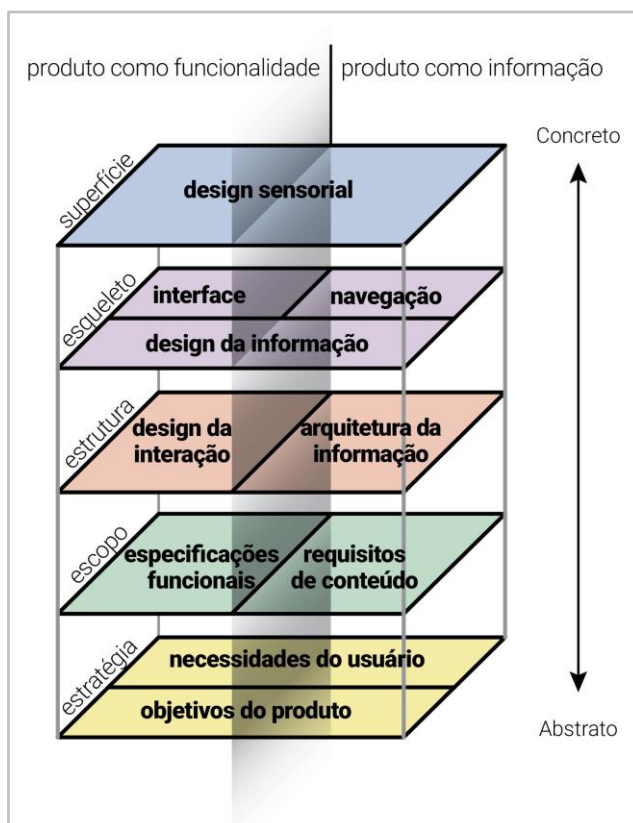 produto como funcionalidade
produto como informação
Concreto
superfície
design sensorial
esqueleto
interface
navegação
design da informação
estrutura
design da
interação
arquitetura da
informação
escopo
especificações
funcionais
requisitos
de conteúdo
estratégia
necessidades do usuário
objetivos do produto
Abstrato